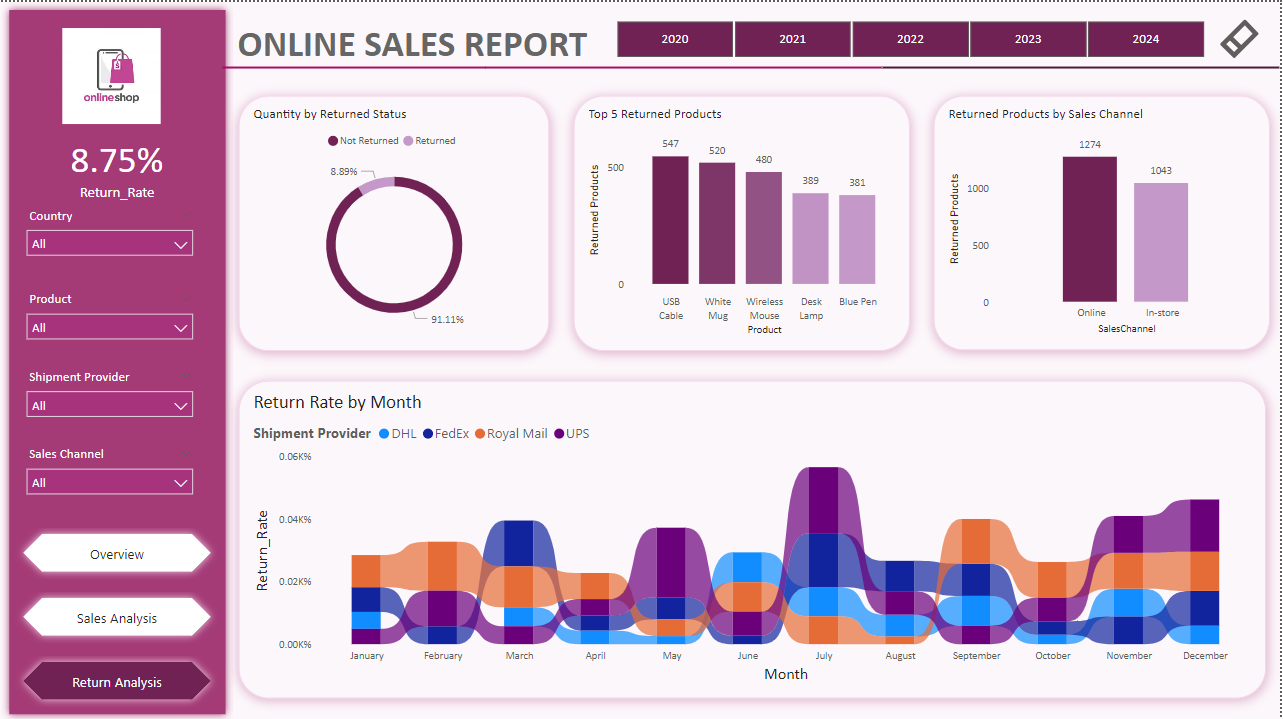 onlineshop
8.75%
Return_Rate
Country
All
Product
All
Shipment Provider
All
Sales Channel
All
Overview
Sales Analysis
Return Analysis
ONLINE SALES REPORT
2020 2021 2022 2023 2024
Quantity by Returned Status
Not Returned Returned
8.89%
91.11%
Top 5 Returned Products
Returned Products
500
0
547 520 480 389 381
USB Cable
White Mug
Wireless Mouse
Desk Lamp
Blue Pen
Product
Returned Products by Sales Channel
Returned Products
1000
500
0
1274 1043
Online In-store
SalesChannel
Return Rate by Month
Shipment Provider DHL FedEx Royal Mail UPS
Return_Rate
0.06K%
0.04K%
0.02K%
0.00K%
January February March April May June July August September October November December
Month